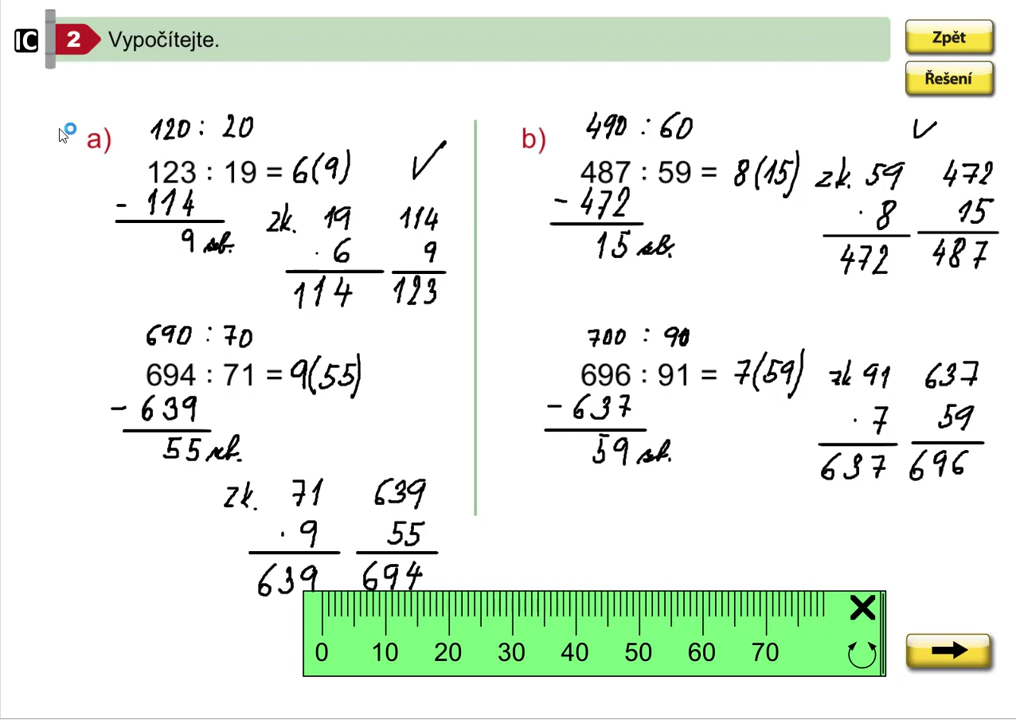 2 Vypočítejte.
Zpět
Řešení
a)
120 : 20
123 : 19 = 6(9) ✓
- 114
9 zb.
zk. 19 114
· 6 9
114 123
690 : 70
694 : 71 = 9(55)
- 639
55 zb.
zk. 71 639
· 9 55
639 694
b)
490 : 60 ✓
487 : 59 = 8(15) zk. 59 472
- 472 · 8 15
15 zb. 472 487
700 : 90
696 : 91 = 7(59) zk 91 637
- 637 · 7 59
59 zb. 637 696
0 10 20 30 40 50 60 70